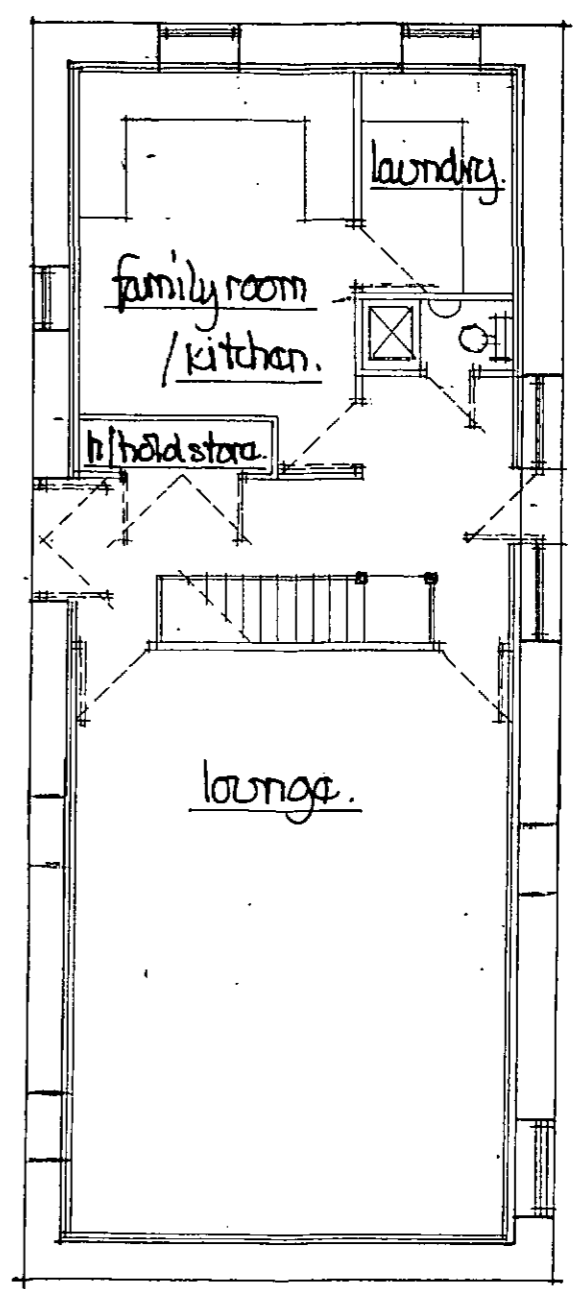 laundry.
family room
/kitchen.
h/hold store.
lounge.